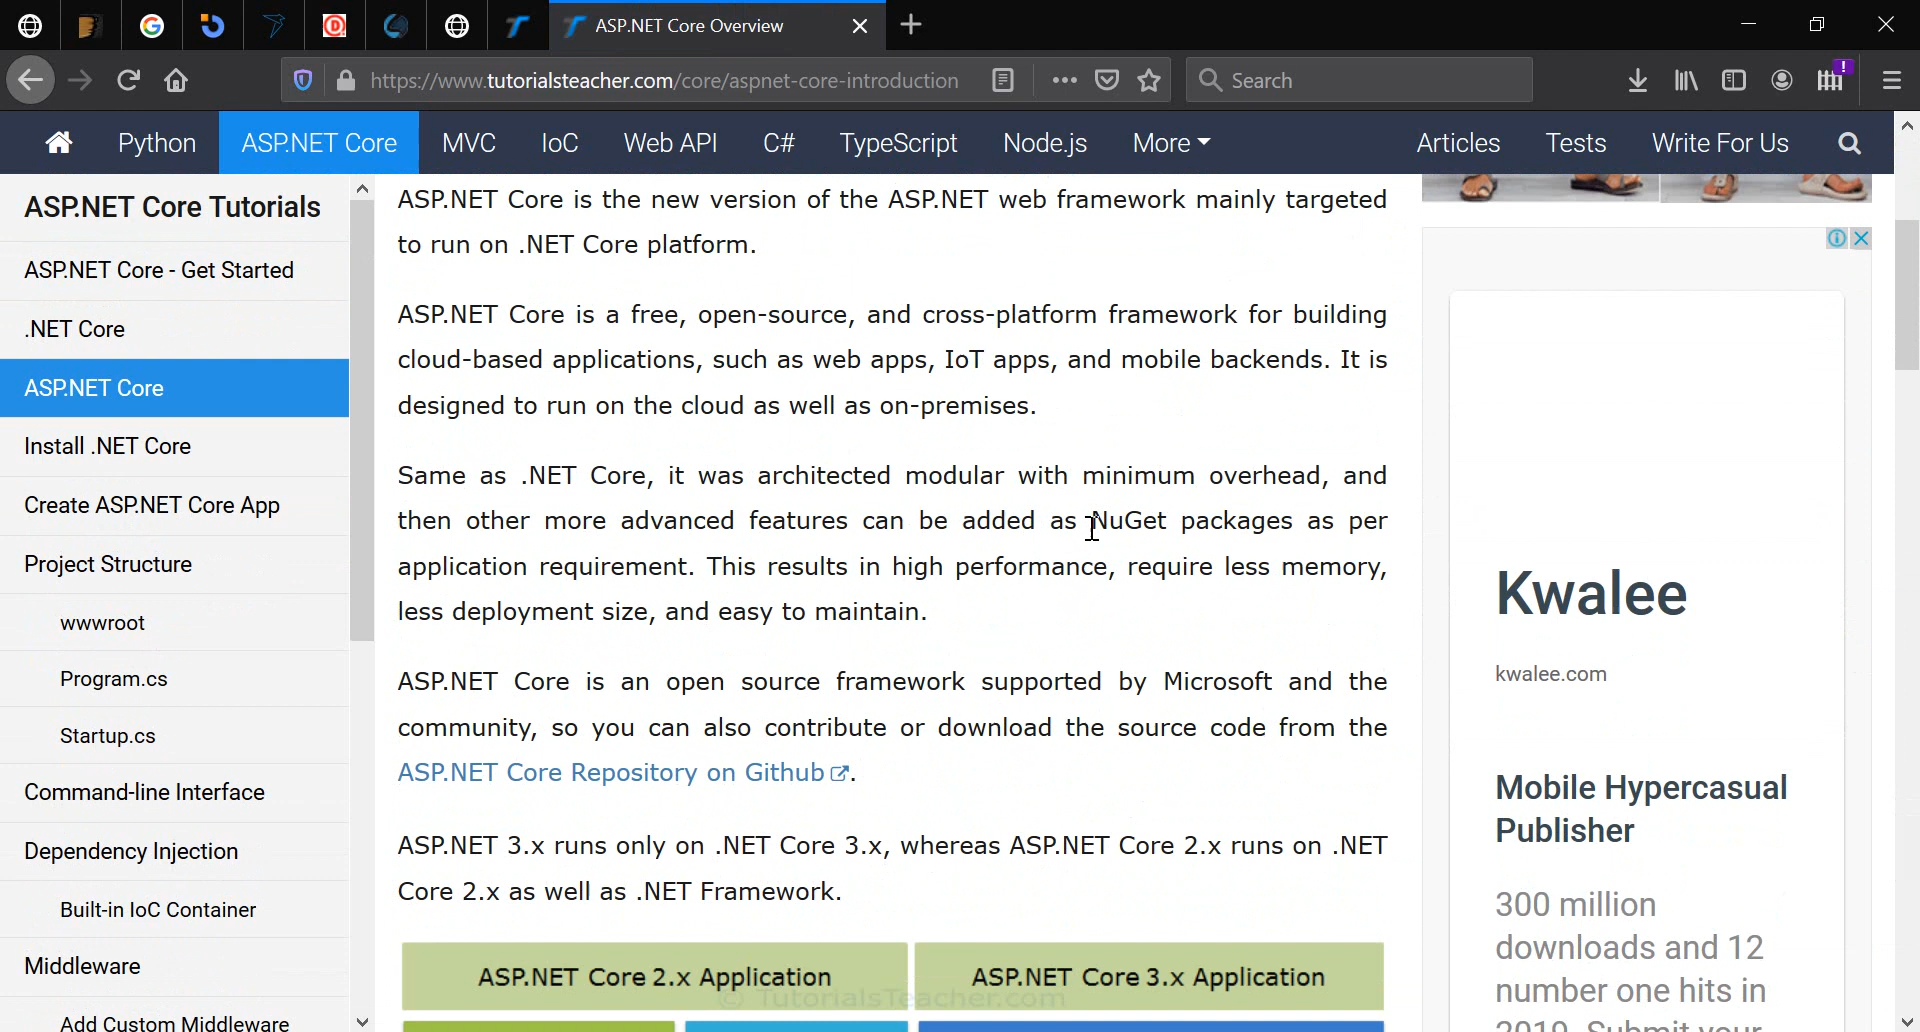 ASP.NET Core Overview
https://www.tutorialsteacher.com/core/aspnet-core-introduction
Search
Python
ASP.NET Core
MVC
IoC
Web API
C#
TypeScript
Node.js
More
Articles
Tests
Write For Us
ASP.NET Core Tutorials
ASP.NET Core - Get Started
.NET Core
ASP.NET Core
Install .NET Core
Create ASP.NET Core App
Project Structure
wwwroot
Program.cs
Startup.cs
Command-line Interface
Dependency Injection
Built-in IoC Container
Middleware
Add Custom Middleware
ASP.NET Core is the new version of the ASP.NET web framework mainly targeted
to run on .NET Core platform.
ASP.NET Core is a free, open-source, and cross-platform framework for building
cloud-based applications, such as web apps, IoT apps, and mobile backends. It is
designed to run on the cloud as well as on-premises.
Same as .NET Core, it was architected modular with minimum overhead, and
then other more advanced features can be added as NuGet packages as per
application requirement. This results in high performance, require less memory,
less deployment size, and easy to maintain.
ASP.NET Core is an open source framework supported by Microsoft and the
community, so you can also contribute or download the source code from the
ASP.NET Core Repository on Github.
ASP.NET 3.x runs only on .NET Core 3.x, whereas ASP.NET Core 2.x runs on .NET
Core 2.x as well as .NET Framework.
ASP.NET Core 2.x Application
ASP.NET Core 3.x Application
© TutorialsTeacher.com
Kwalee
kwalee.com
Mobile Hypercasual
Publisher
300 million
downloads and 12
number one hits in
2019. Submit your